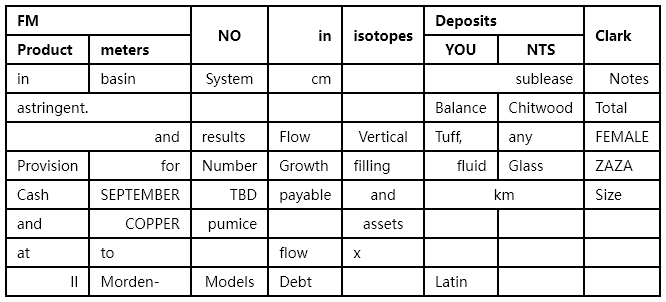 FM NO in isotopes Deposits Clark
Product meters YOU NTS
in basin System cm sublease Notes
astringent. Balance Chitwood Total
and results Flow Vertical Tuff, any FEMALE
Provision for Number Growth filling fluid Glass ZAZA
Cash SEPTEMBER TBD payable and km Size
and COPPER pumice assets
at to flow x
II Morden- Models Debt Latin